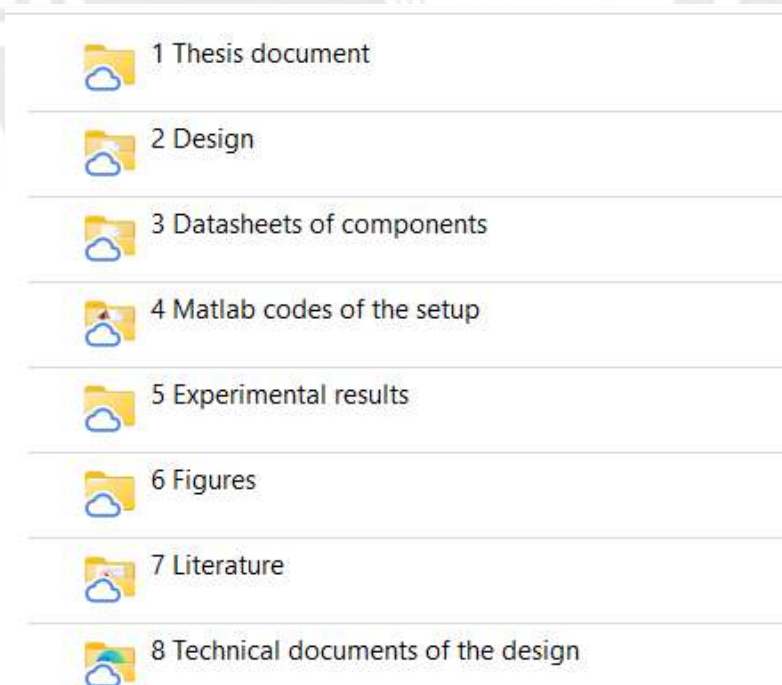 1 Thesis document
2 Design
3 Datasheets of components
4 Matlab codes of the setup
5 Experimental results
6 Figures
7 Literature
8 Technical documents of the design